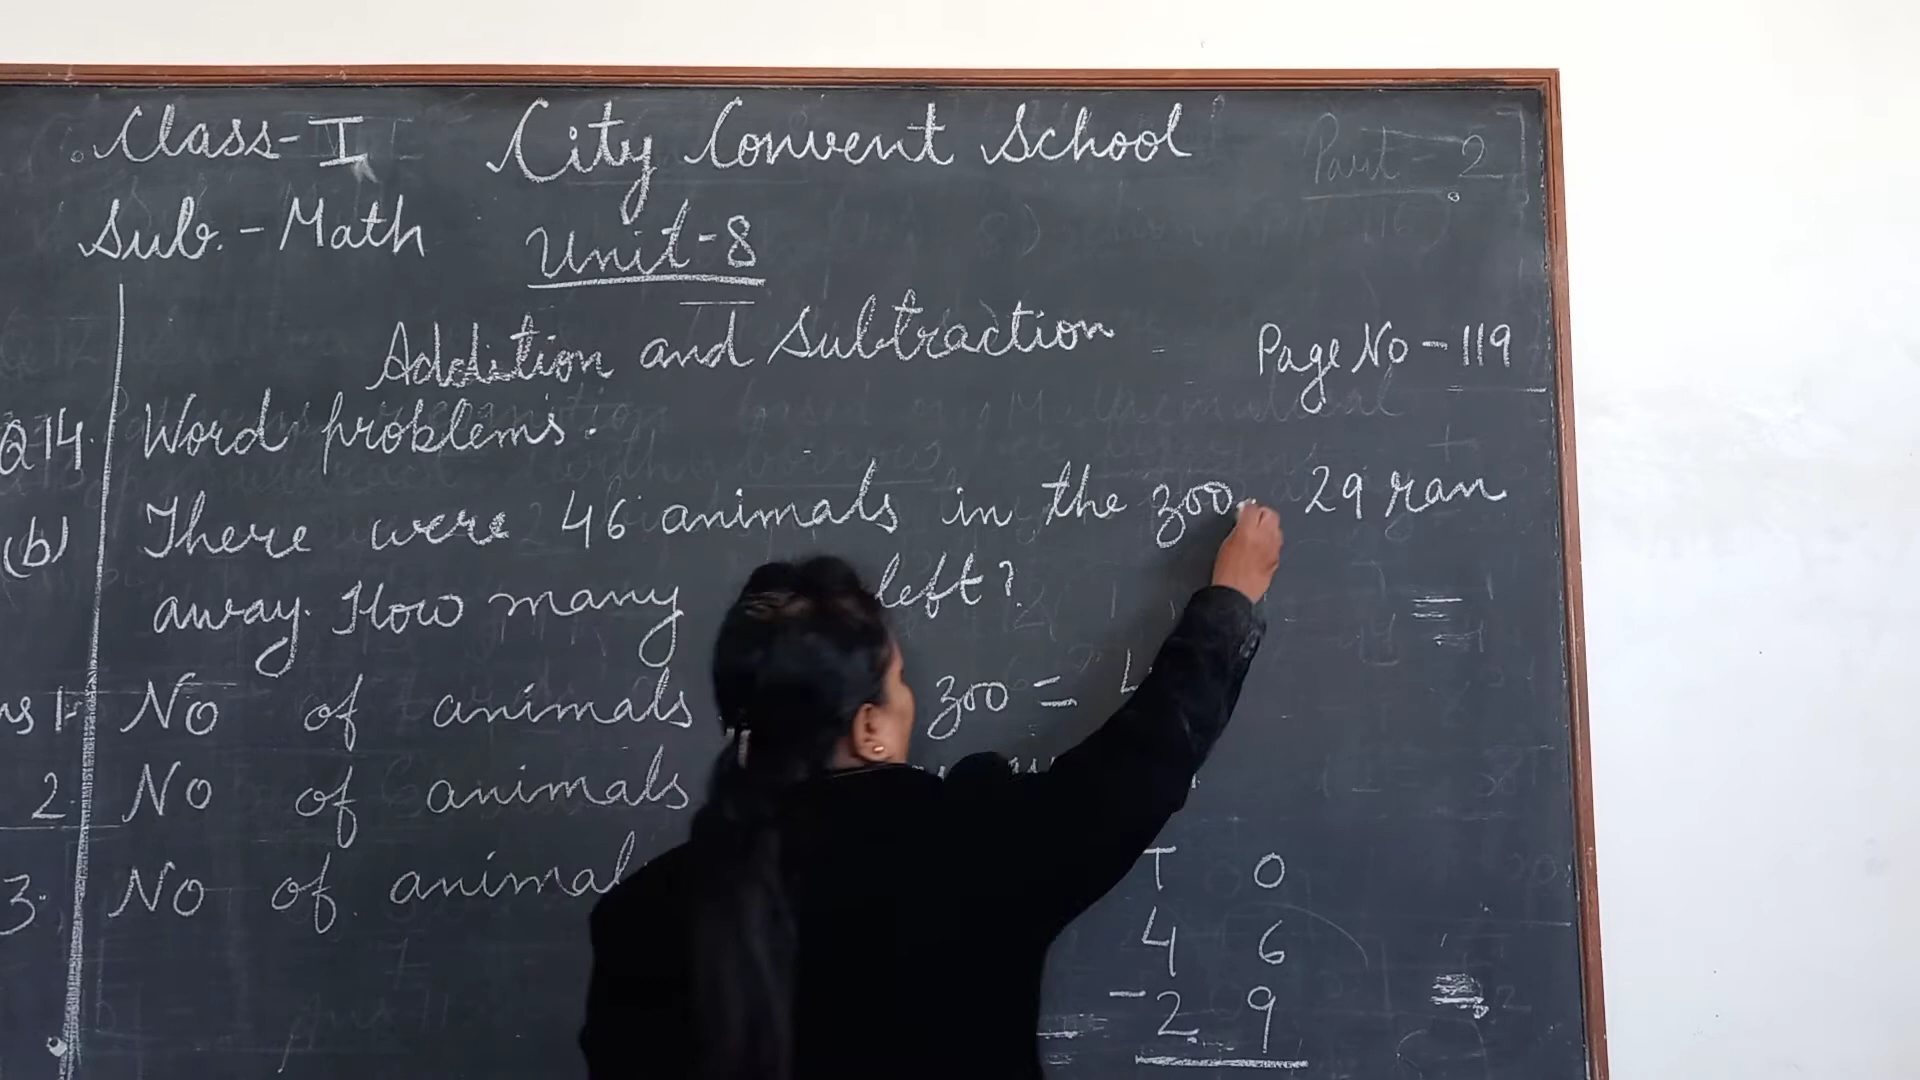 Class-I City Convent School Part-2
Sub.-Math Unit-8
Addition and Subtraction Page No-119
Q14. Word problems.
(b) There were 46 animals in the zoo. 29 ran
away. How many left?
1- No of animals zoo =
2. No of animals
3. No of
T O
4 6
-2 9